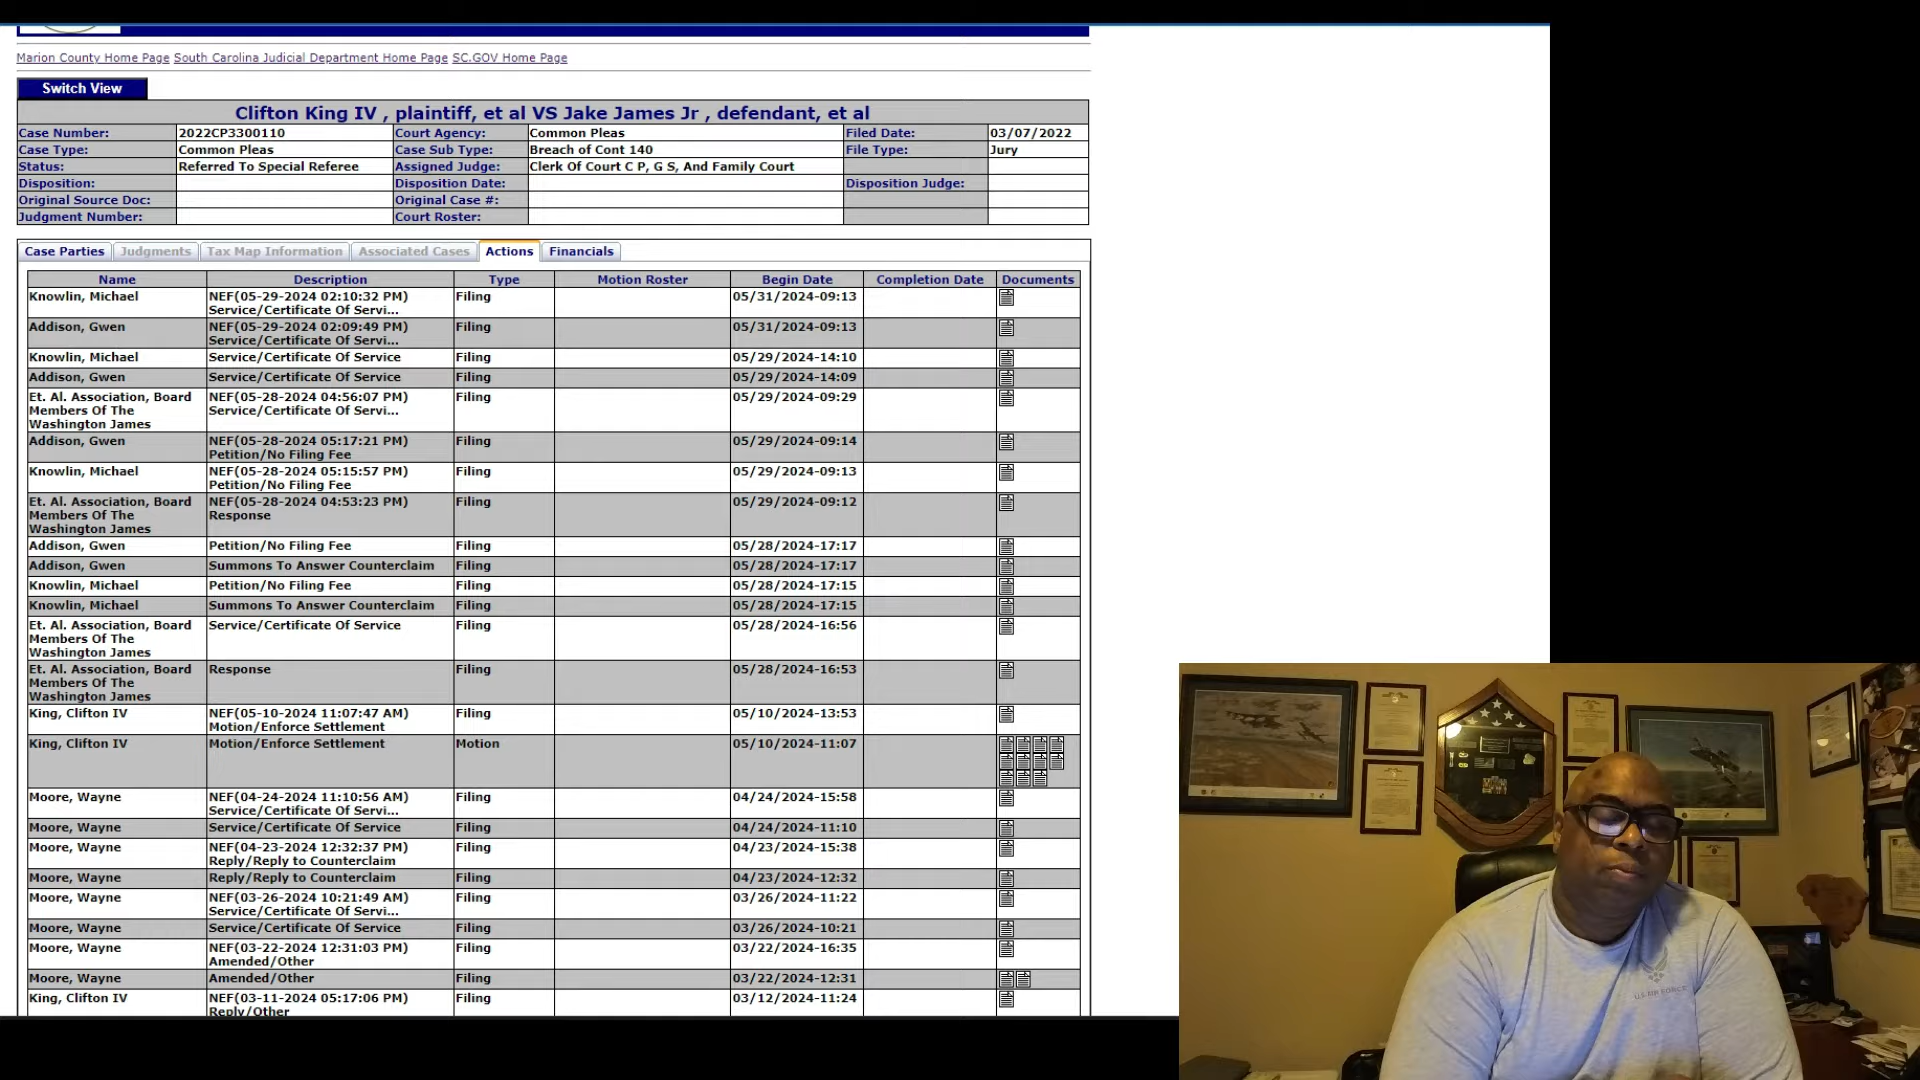 Marion County Home Page South Carolina Judicial Department Home Page SC.GOV Home Page
Switch View
Clifton King IV , plaintiff, et al VS Jake James Jr , defendant, et al
Case Number: 2022CP3300110 Court Agency: Common Pleas Filed Date: 03/07/2022
Case Type: Common Pleas Case Sub Type: Breach of Cont 140 File Type: Jury
Status: Referred To Special Referee Assigned Judge: Clerk Of Court C P, G S, And Family Court
Disposition: Disposition Date: Disposition Judge:
Original Source Doc: Original Case #:
Judgment Number: Court Roster:
Case Parties Judgments Tax Map Information Associated Cases Actions Financials
Name Description Type Motion Roster Begin Date Completion Date Documents
Knowlin, Michael NEF(05-29-2024 02:10:32 PM) Filing 05/31/2024-09:13
Service/Certificate Of Servi...
Addison, Gwen NEF(05-29-2024 02:09:49 PM) Filing 05/31/2024-09:13
Service/Certificate Of Servi...
Knowlin, Michael Service/Certificate Of Service Filing 05/29/2024-14:10
Addison, Gwen Service/Certificate Of Service Filing 05/29/2024-14:09
Et. Al. Association, Board NEF(05-28-2024 04:56:07 PM) Filing 05/29/2024-09:29
Members Of The Service/Certificate Of Servi...
Washington James
Addison, Gwen NEF(05-28-2024 05:17:21 PM) Filing 05/29/2024-09:14
Petition/No Filing Fee
Knowlin, Michael NEF(05-28-2024 05:15:57 PM) Filing 05/29/2024-09:13
Petition/No Filing Fee
Et. Al. Association, Board NEF(05-28-2024 04:53:23 PM) Filing 05/29/2024-09:12
Members Of The Response
Washington James
Addison, Gwen Petition/No Filing Fee Filing 05/28/2024-17:17
Addison, Gwen Summons To Answer Counterclaim Filing 05/28/2024-17:17
Knowlin, Michael Petition/No Filing Fee Filing 05/28/2024-17:15
Knowlin, Michael Summons To Answer Counterclaim Filing 05/28/2024-17:15
Et. Al. Association, Board Service/Certificate Of Service Filing 05/28/2024-16:56
Members Of The
Washington James
Et. Al. Association, Board Response Filing 05/28/2024-16:53
Members Of The
Washington James
King, Clifton IV NEF(05-10-2024 11:07:47 AM) Filing 05/10/2024-13:53
Motion/Enforce Settlement
King, Clifton IV Motion/Enforce Settlement Motion 05/10/2024-11:07
Moore, Wayne NEF(04-24-2024 11:10:56 AM) Filing 04/24/2024-15:58
Service/Certificate Of Servi...
Moore, Wayne Service/Certificate Of Service Filing 04/24/2024-11:10
Moore, Wayne NEF(04-23-2024 12:32:37 PM) Filing 04/23/2024-15:38
Reply/Reply to Counterclaim
Moore, Wayne Reply/Reply to Counterclaim Filing 04/23/2024-12:32
Moore, Wayne NEF(03-26-2024 10:21:49 AM) Filing 03/26/2024-11:22
Service/Certificate Of Servi...
Moore, Wayne Service/Certificate Of Service Filing 03/26/2024-10:21
Moore, Wayne NEF(03-22-2024 12:31:03 PM) Filing 03/22/2024-16:35
Amended/Other
Moore, Wayne Amended/Other Filing 03/22/2024-12:31
King, Clifton IV NEF(03-11-2024 05:17:06 PM) Filing 03/12/2024-11:24
Reply/Other
U.S. AIR FORCE